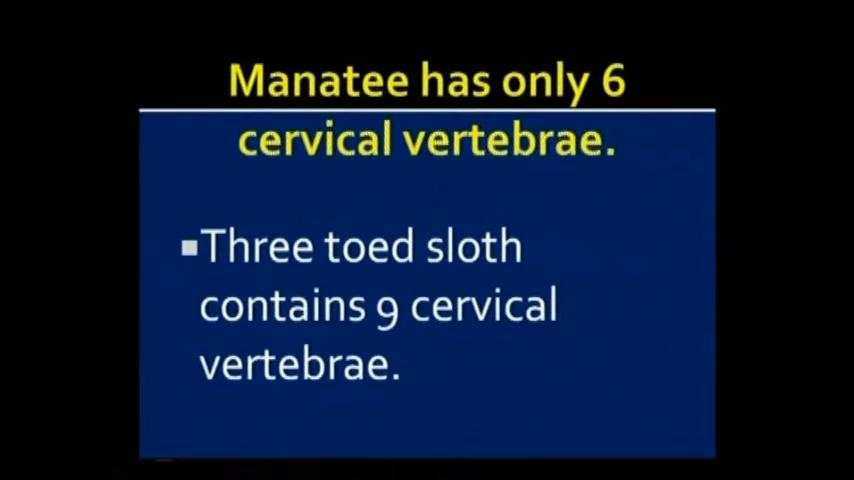 Manatee has only 6
cervical vertebrae.
Three toed sloth
contains 9 cervical
vertebrae.